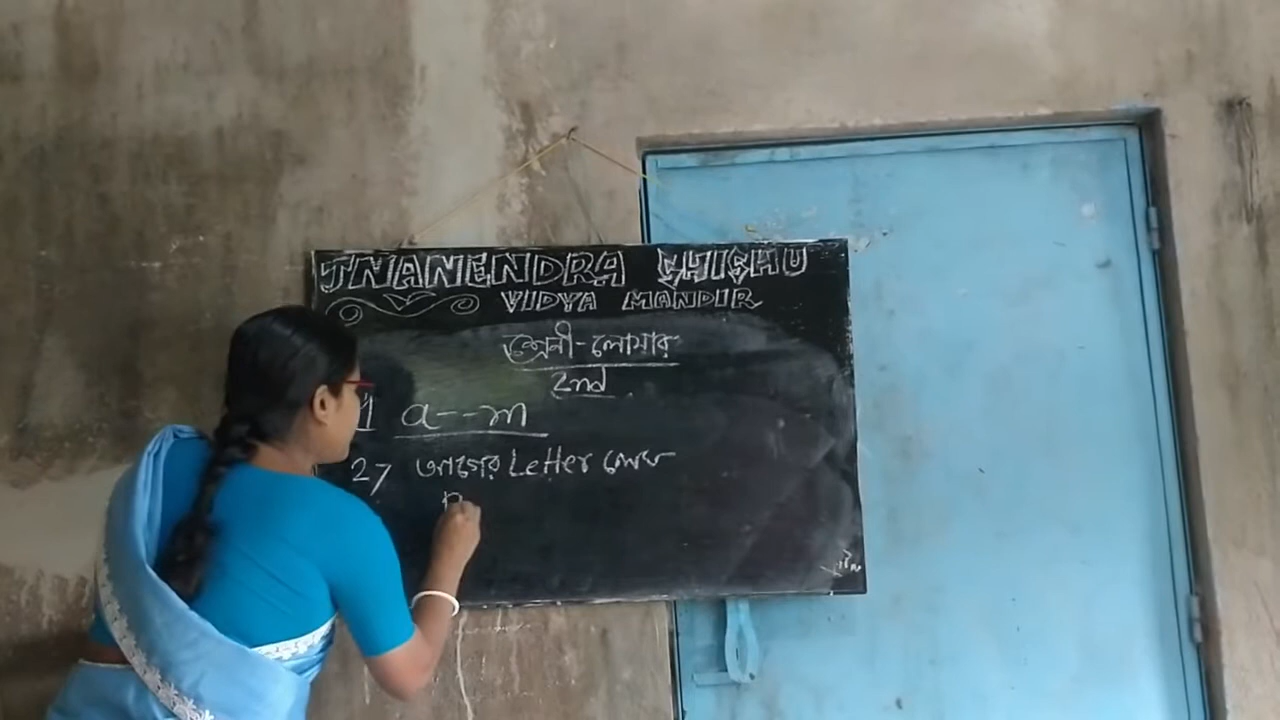 JNANENDRA SHISHU
VIDYA MANDIR
শ্রেনী-লোয়ার
2nd
1 a--m
27 আগের Letter লেখ